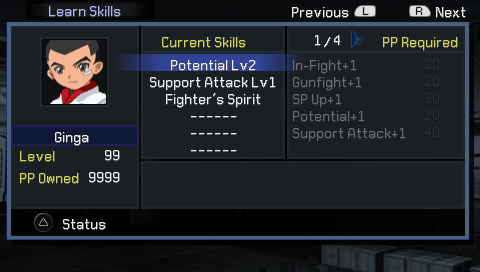 Learn Skills
Previous L R Next
Current Skills
1/4 PP Required
Potential Lv2
Support Attack Lv1
Fighter's Spirit
------
------
------
In-Fight+1 20
Gunfight+1 20
SP Up+1 30
Potential+1 20
Support Attack+1 40
Ginga
Level 99
PP Owned 9999
Status